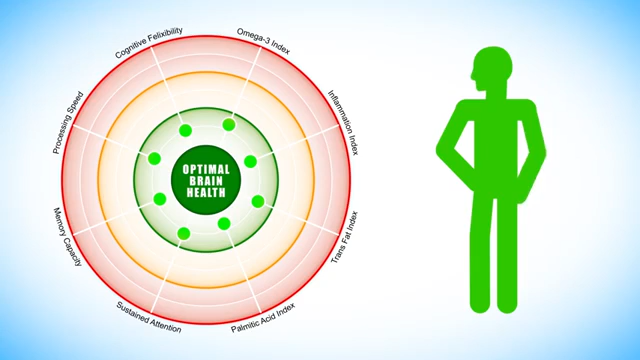 Cognitive Felixibility
Omega-3 Index
Processing Speed
Inflammation Index
OPTIMAL
BRAIN
HEALTH
Memory Capacity
Trans Fat Index
Sustained Attention
Palmitic Acid Index